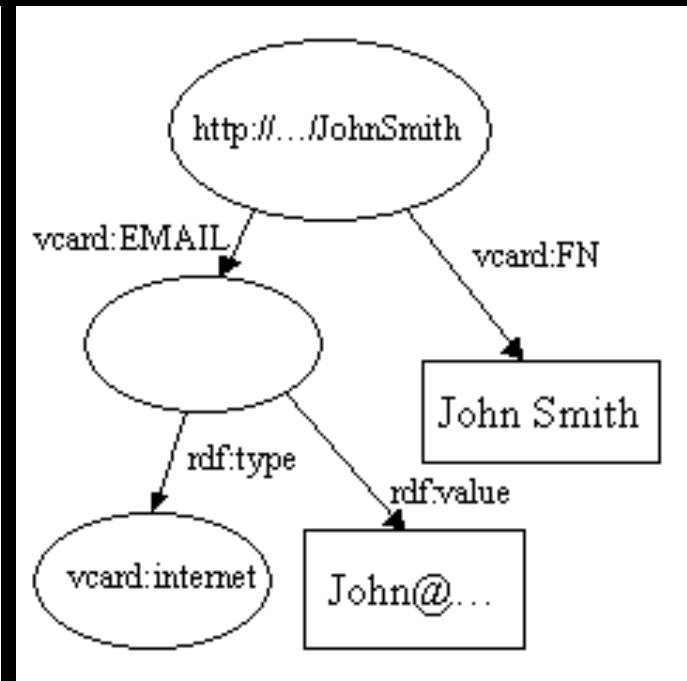 http://.../JohnSmith
vcard:EMAIL
vcard:FN
John Smith
rdf:type
rdf:value
vcard:internet
John@...